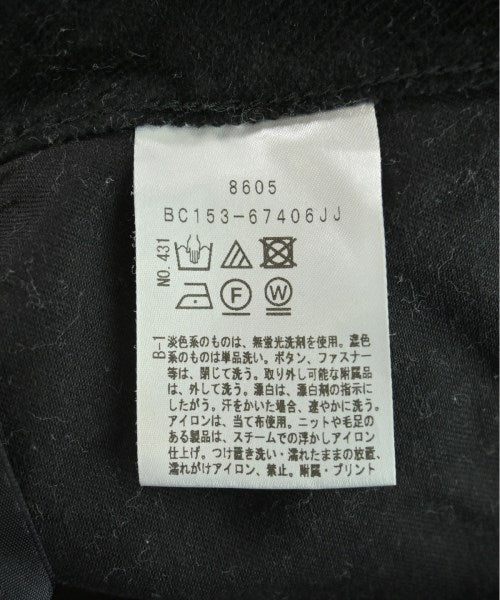 8605
BC153-67406JJ
NO.431
F
W
B-1
淡色系のものは、無蛍光洗剤を使用。濃色
系のものは単品洗い。ボタン、ファスナー
等は、閉じて洗う。取り外し可能な附属品
は、外して洗う。漂白は、漂白剤の指示に
したがう。汗をかいた場合、速やかに洗う。
アイロンは、当て布使用。ニットや毛足の
ある製品は、スチームでの浮かしアイロン
仕上げ。つけ置き洗い・濡れたままの放置、
濡れがけアイロン、禁止。附属・プリント